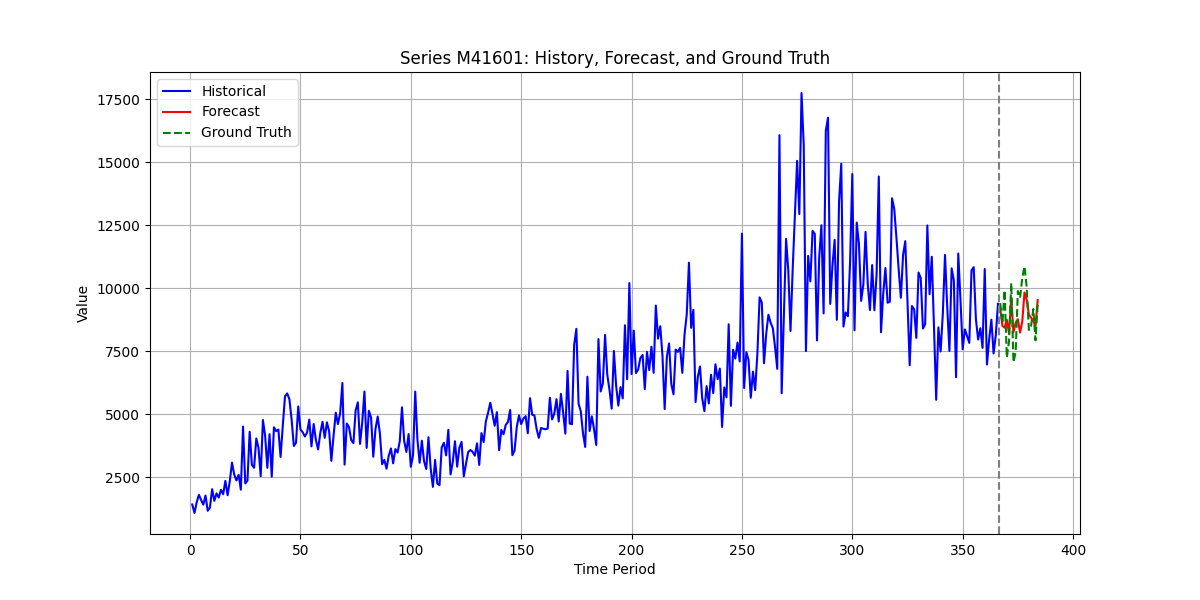 Series M41601: History, Forecast, and Ground Truth
Historical
Forecast
Ground Truth
17500
15000
12500
10000
7500
5000
2500
Value
0 50 100 150 200 250 300 350 400
Time Period